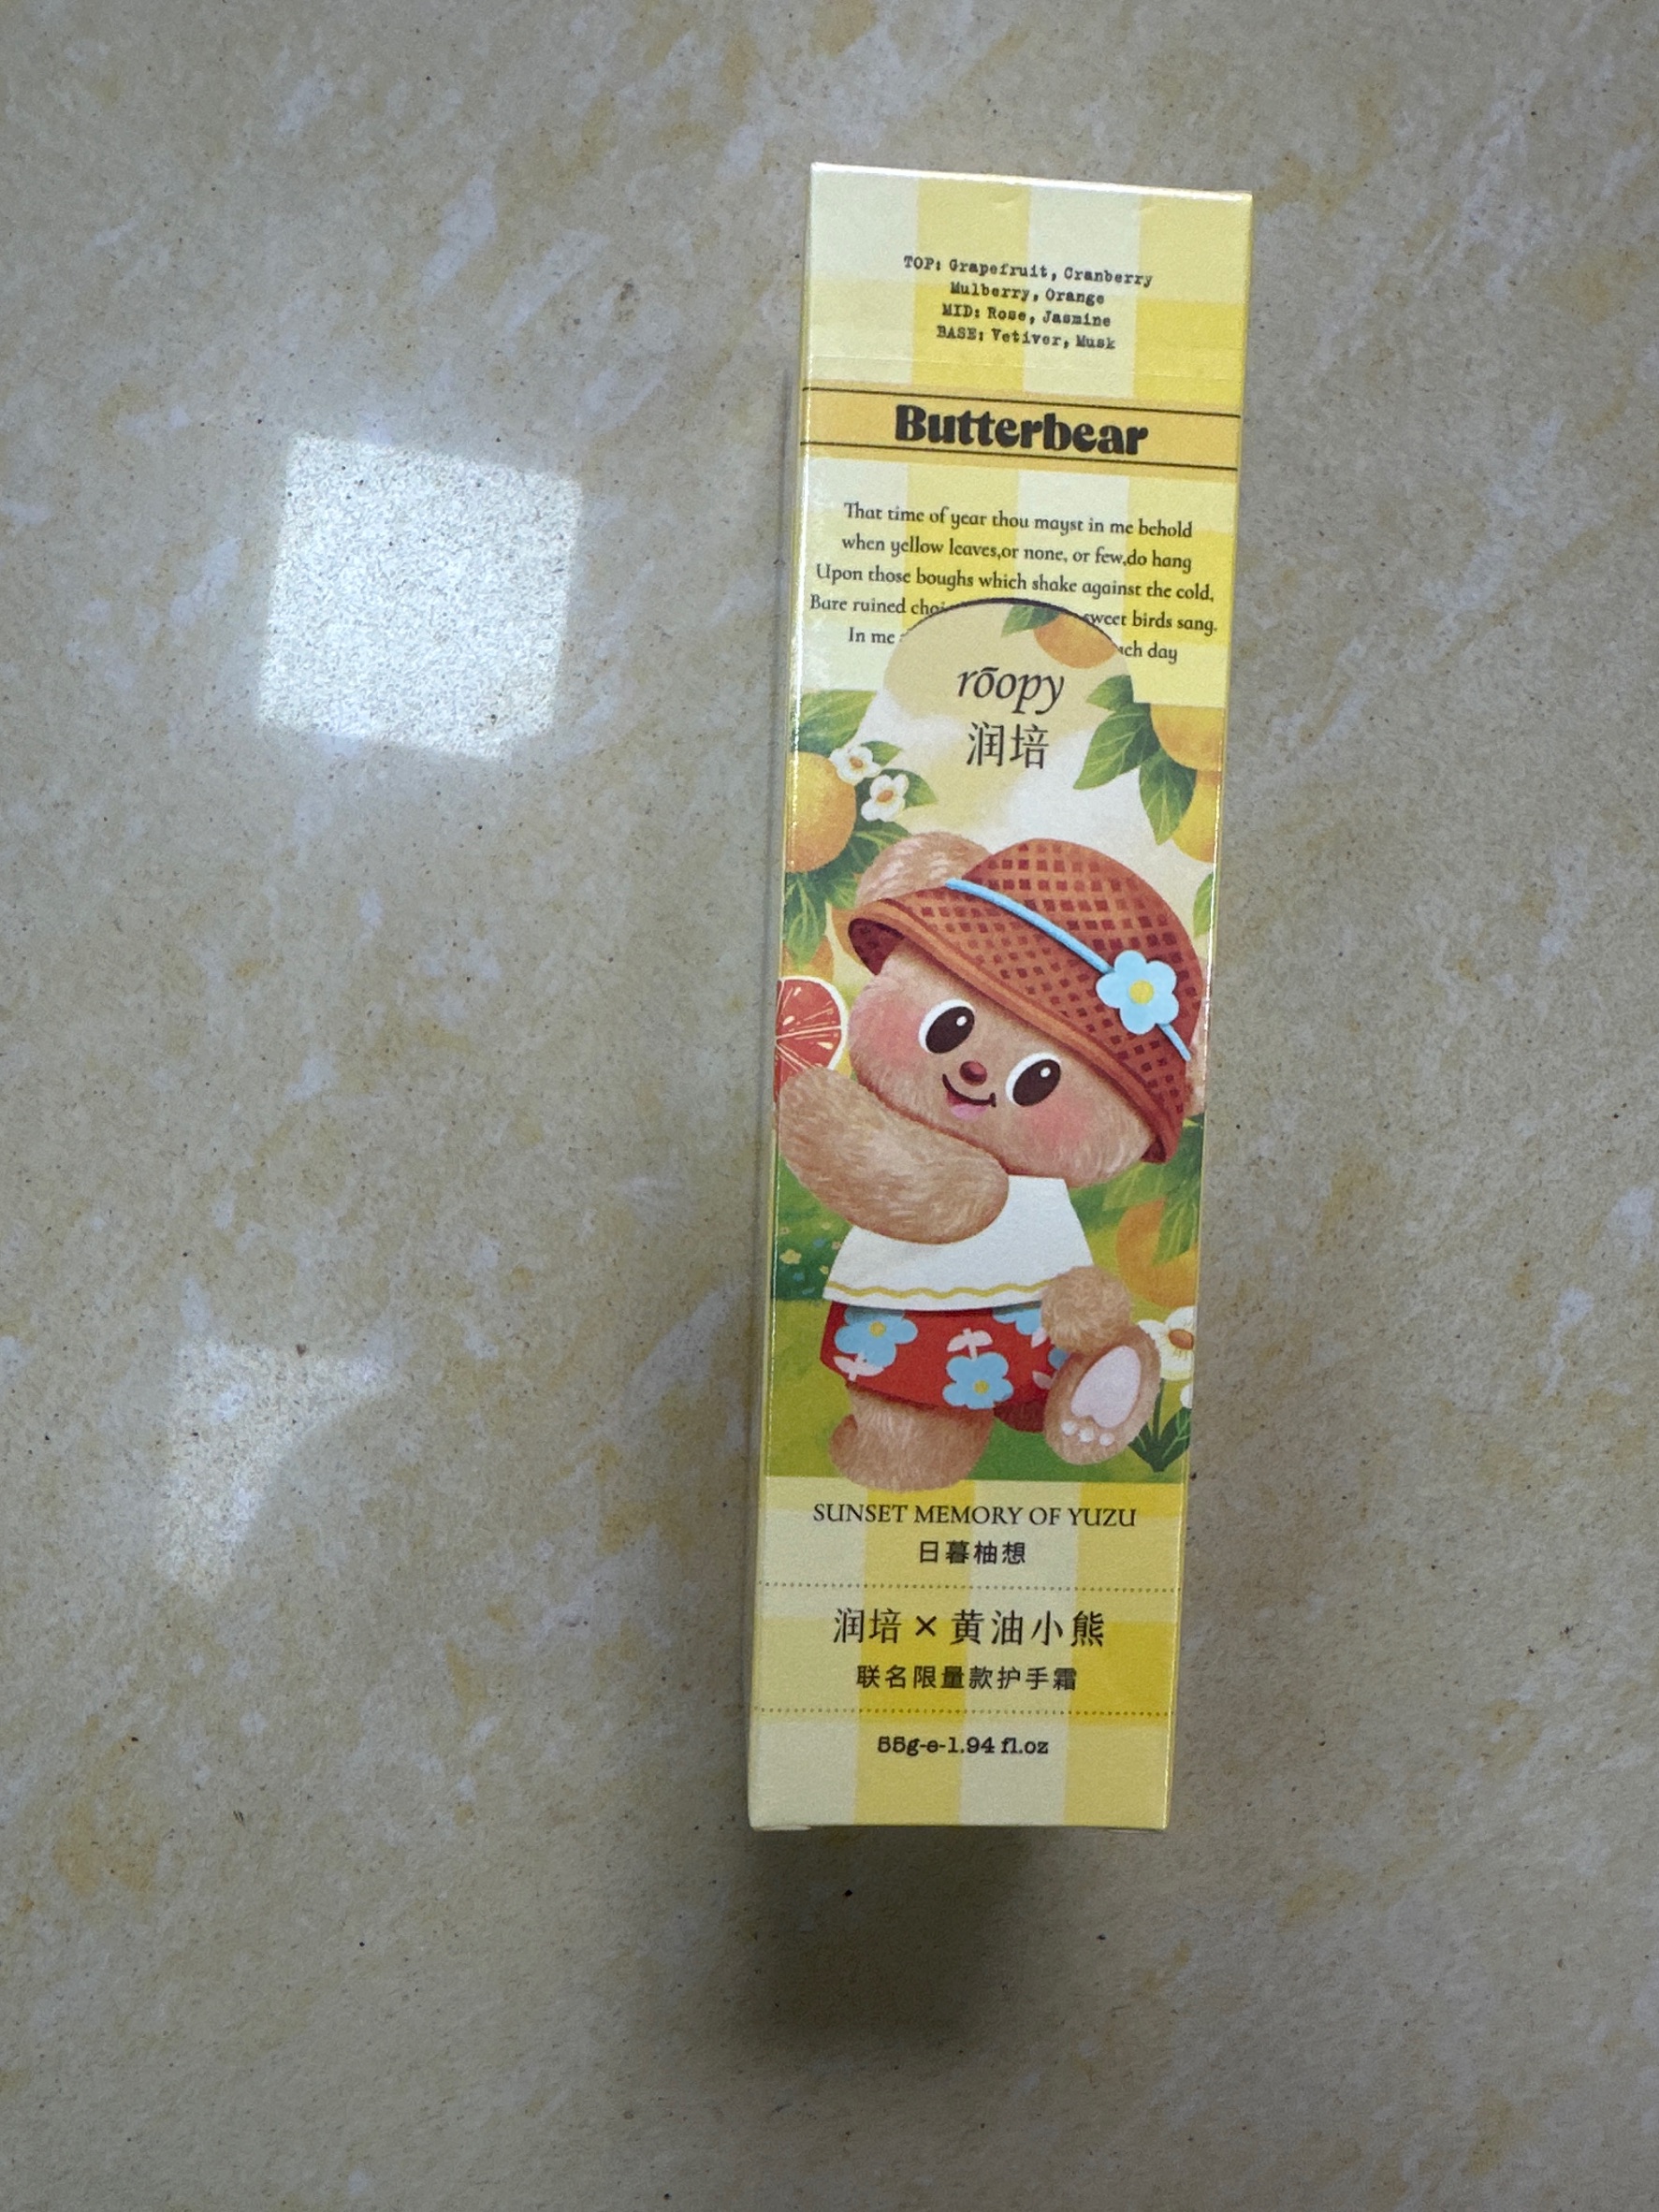 TOP: Grapefruit, Cranberry
Mulberry, Orange
MID: Rose, Jasmine
BASE: Vetiver, Musk
Butterbear
That time of year thou mayst in me behold
when yellow leaves,or none, or few,do hang
Upon those boughs which shake against the cold,
Bare ruined sweet birds sang.
In me day
rōopy
润培
SUNSET MEMORY OF YUZU
日暮柚想
润培×黄油小熊
联名限量款护手霜
55g-e-1.94 fl.oz